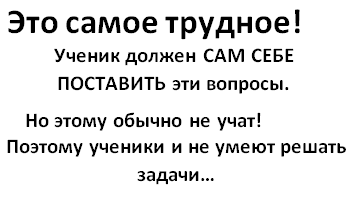 Это самое трудное!
Ученик должен САМ СЕБЕ
ПОСТАВИТЬ эти вопросы.
Но этому обычно не учат!
Поэтому ученики и не умеют решать
задачи...